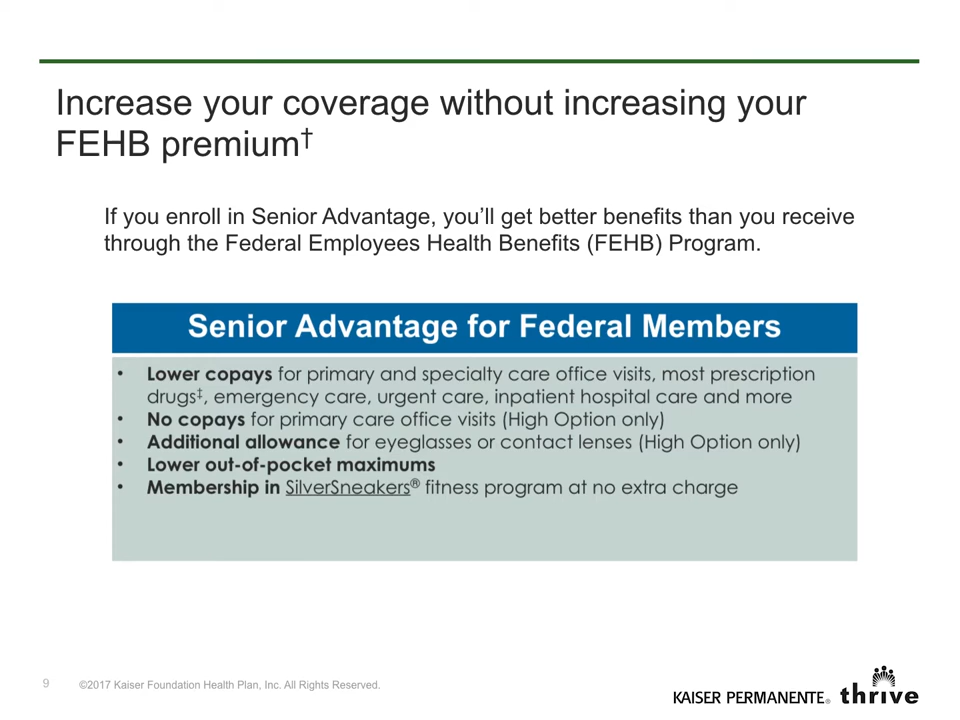 Increase your coverage without increasing your
FEHB premium†
If you enroll in Senior Advantage, you’ll get better benefits than you receive
through the Federal Employees Health Benefits (FEHB) Program.
Senior Advantage for Federal Members
• Lower copays for primary and specialty care office visits, most prescription
drugs‡, emergency care, urgent care, inpatient hospital care and more
• No copays for primary care office visits (High Option only)
• Additional allowance for eyeglasses or contact lenses (High Option only)
• Lower out-of-pocket maximums
• Membership in SilverSneakers® fitness program at no extra charge
9 ©2017 Kaiser Foundation Health Plan, Inc. All Rights Reserved.
KAISER PERMANENTE® thrive